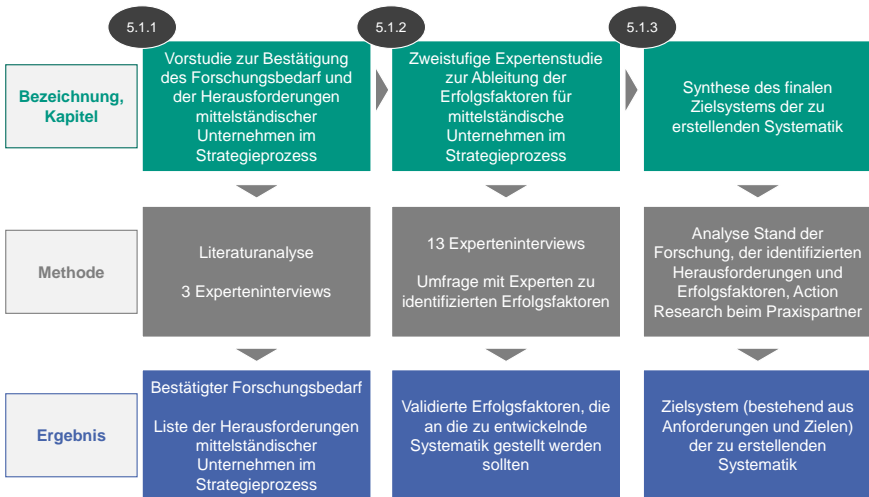 5.1.1
5.1.2
5.1.3
Bezeichnung,
Kapitel
Vorstudie zur Bestätigung
des Forschungsbedarf und
der Herausforderungen
mittelständischer
Unternehmen im
Strategieprozess
Zweistufige Expertenstudie
zur Ableitung der
Erfolgsfaktoren für
mittelständische
Unternehmen im
Strategieprozess
Synthese des finalen
Zielsystems der zu
erstellenden Systematik
Methode
Literaturanalyse
3 Experteninterviews
13 Experteninterviews
Umfrage mit Experten zu
identifizierten Erfolgsfaktoren
Analyse Stand der
Forschung, der identifizierten
Herausforderungen und
Erfolgsfaktoren, Action
Research beim Praxispartner
Ergebnis
Bestätigter Forschungsbedarf
Liste der Herausforderungen
mittelständischer
Unternehmen im
Strategieprozess
Validierte Erfolgsfaktoren, die
an die zu entwickelnde
Systematik gestellt werden
sollten
Zielsystem (bestehend aus
Anforderungen und Zielen)
der zu erstellenden
Systematik